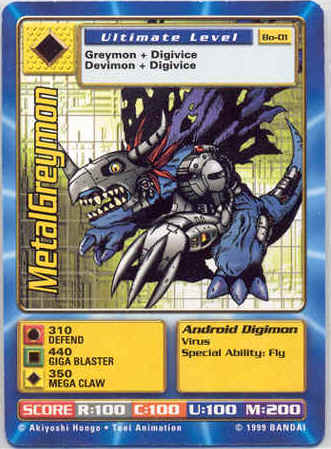 Ultimate Level
Bo-01
Greymon + Digivice
Devimon + Digivice
MetalGreymon
310
DEFEND
440
GIGA BLASTER
350
MEGA CLAW
Android Digimon
Virus
Special Ability: Fly
SCORE R:100 C:100 U:100 M:200
© Akiyoshi Hongo • Toei Animation © 1999 BANDAI